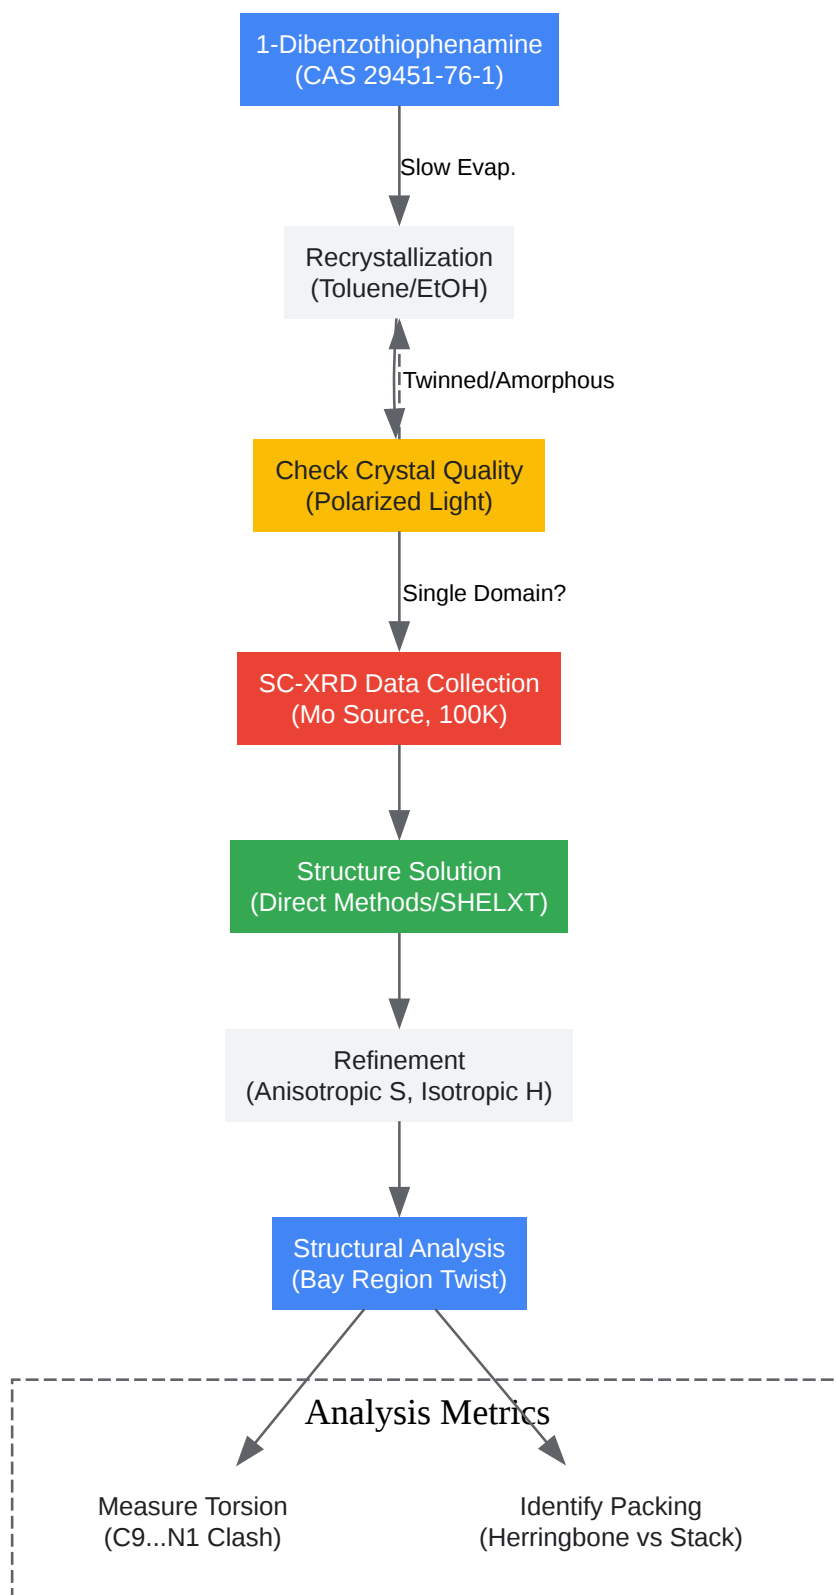 1-Dibenzothiophenamine
(CAS 29451-76-1)
Slow Evap.
Recrystallization
(Toluene/EtOH)
Twinned/Amorphous
Check Crystal Quality
(Polarized Light)
Single Domain?
SC-XRD Data Collection
(Mo Source, 100K)
Structure Solution
(Direct Methods/SHELXT)
Refinement
(Anisotropic S, Isotropic H)
Structural Analysis
(Bay Region Twist)
Analysis Metrics
Measure Torsion
(C9...N1 Clash)
Identify Packing
(Herringbone vs Stack)